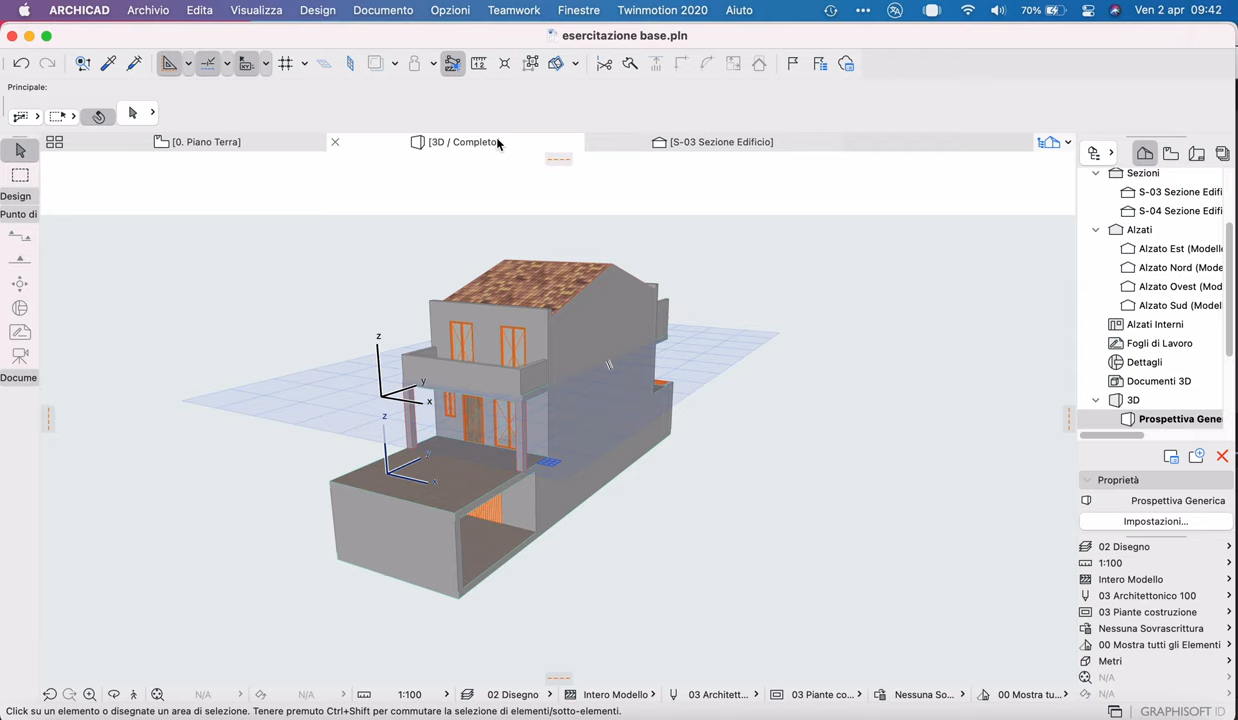 ARCHICAD Archivio Edita Visualizza Design Documento Opzioni Teamwork Finestre Twinmotion 2020 Aiuto 70% Ven 2 apr 09:42
esercitazione base.pln
Principale:
[0. Piano Terra] [3D / Completo] [S-03 Sezione Edificio]
Design
Punto di
Docume
z
y
x
z
y
x
Sezioni
S-03 Sezione Edifi
S-04 Sezione Edifi
Alzati
Alzato Est (Modell
Alzato Nord (Mode
Alzato Ovest (Mod
Alzato Sud (Model
Alzati Interni
Fogli di Lavoro
Dettagli
Documenti 3D
3D
Prospettiva Gene
Proprietà
Prospettiva Generica
Impostazioni...
02 Disegno
1:100
Intero Modello
03 Architettonico 100
03 Piante costruzione
Nessuna Sovrascrittura
00 Mostra tutti gli Elementi
Metri
N/A
N/A
N/A N/A 1:100 02 Disegno Intero Modello 03 Architett... 03 Piante co... Nessuna So... 00 Mostra tu...
Click su un elemento o disegnate un area di selezione. Tenere premuto Ctrl+Shift per commutare la selezione di elementi/sotto-elementi.
GRAPHISOFT ID